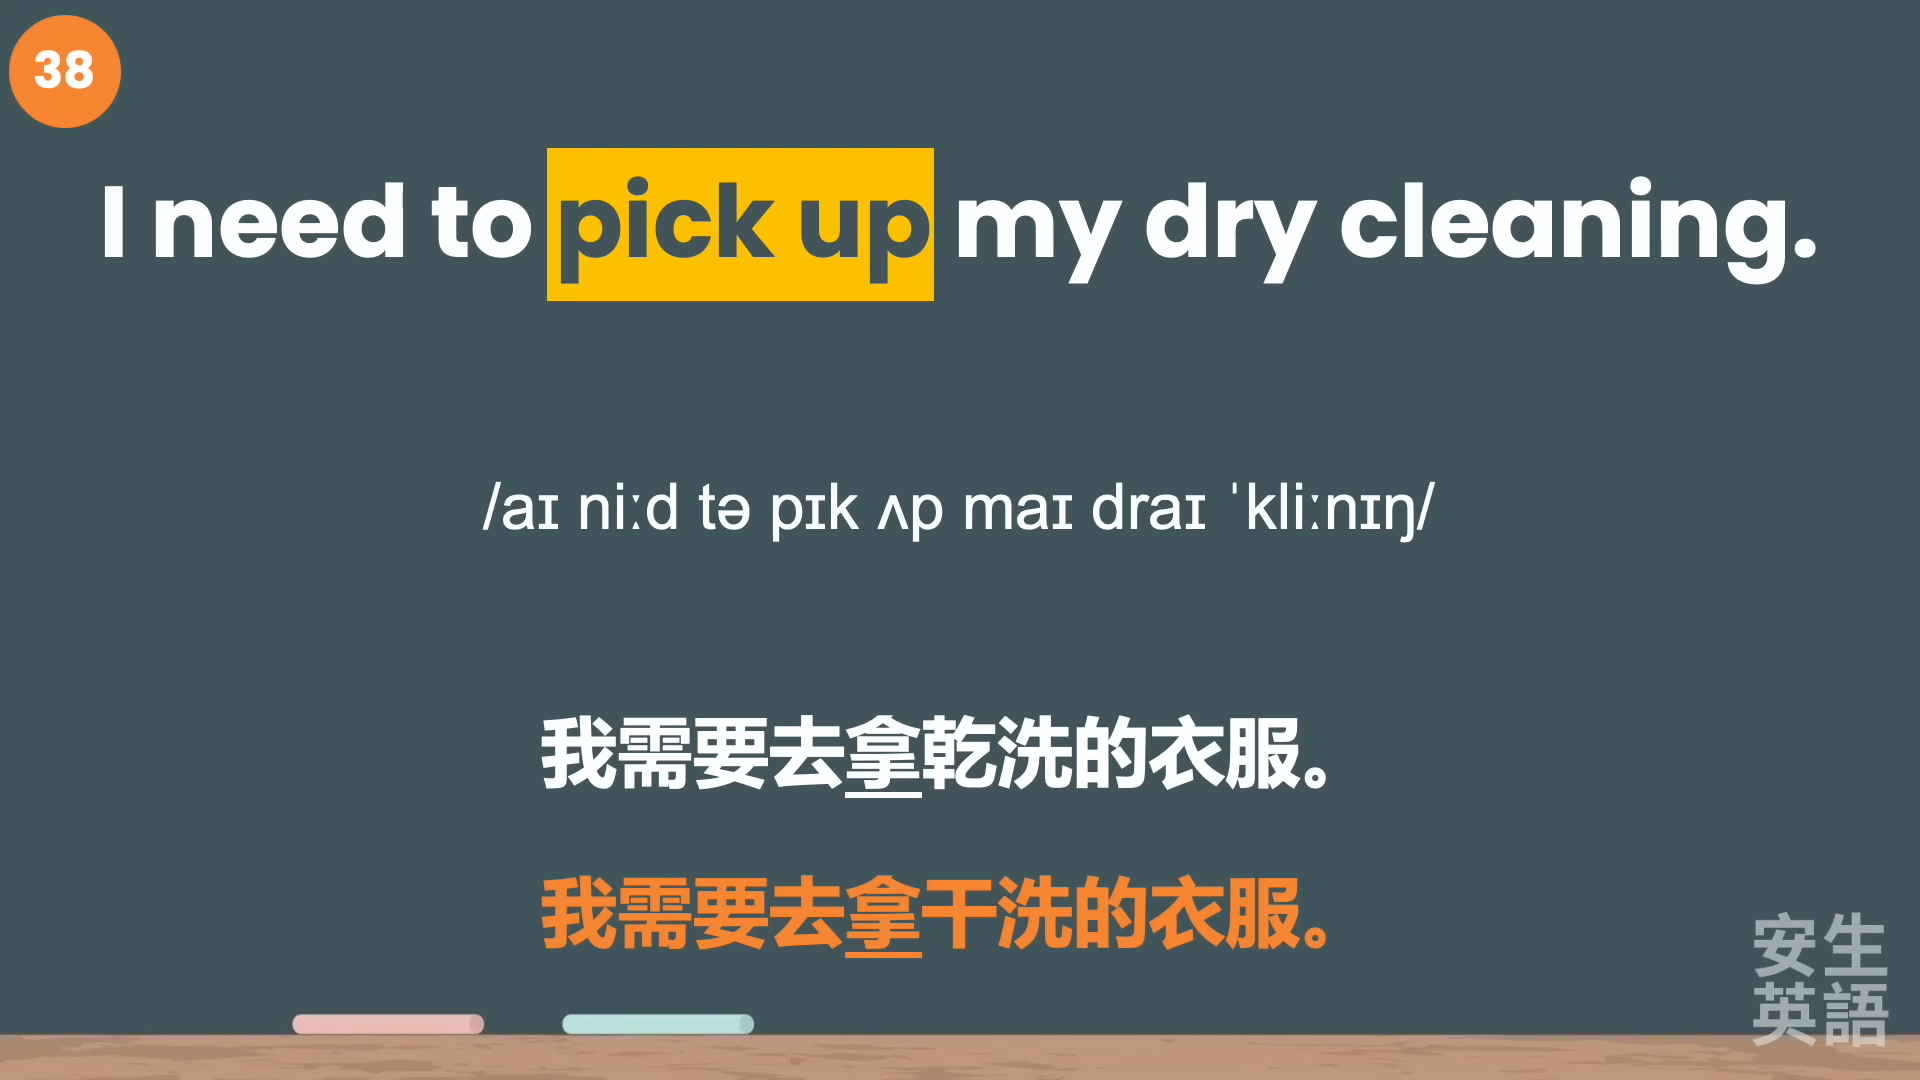 38
I need to pick up my dry cleaning.
/aɪ niːd tə pɪk ʌp maɪ draɪ ˈkliːnɪŋ/
我需要去拿乾洗的衣服。
我需要去拿干洗的衣服。
安生
英語